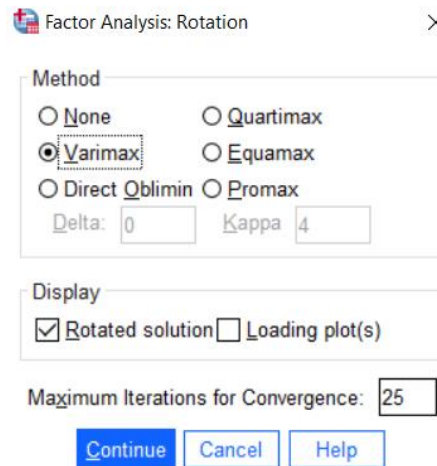 Factor Analysis: Rotation
Method
None Quartimax
Varimax Equamax
Direct Oblimin Promax
Delta: 0 Kappa 4
Display
Rotated solution Loading plot(s)
Maximum Iterations for Convergence: 25
Continue Cancel Help